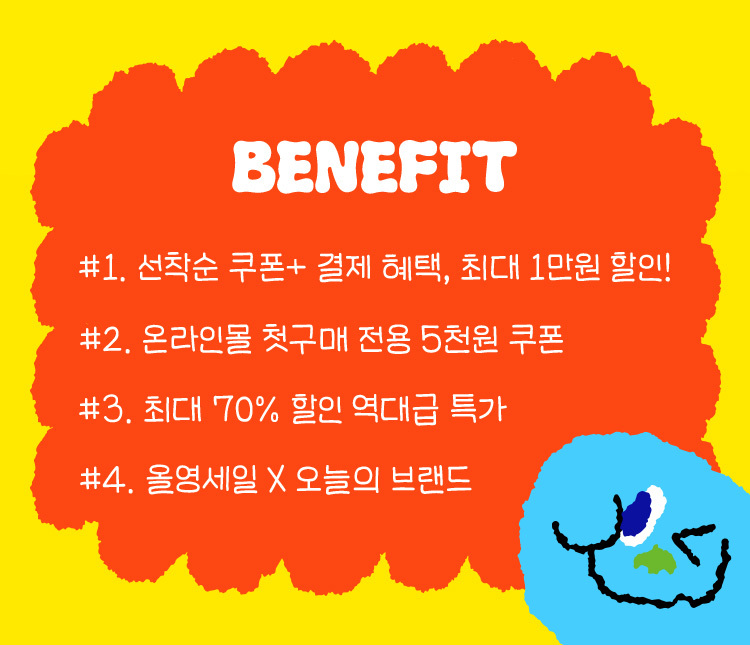 BENEFIT
#1. 선착순 쿠폰+ 결제 혜택, 최대 1만원 할인!
#2. 온라인몰 첫구매 전용 5천원 쿠폰
#3. 최대 70% 할인 역대급 특가
#4. 올영세일 X 오늘의 브랜드